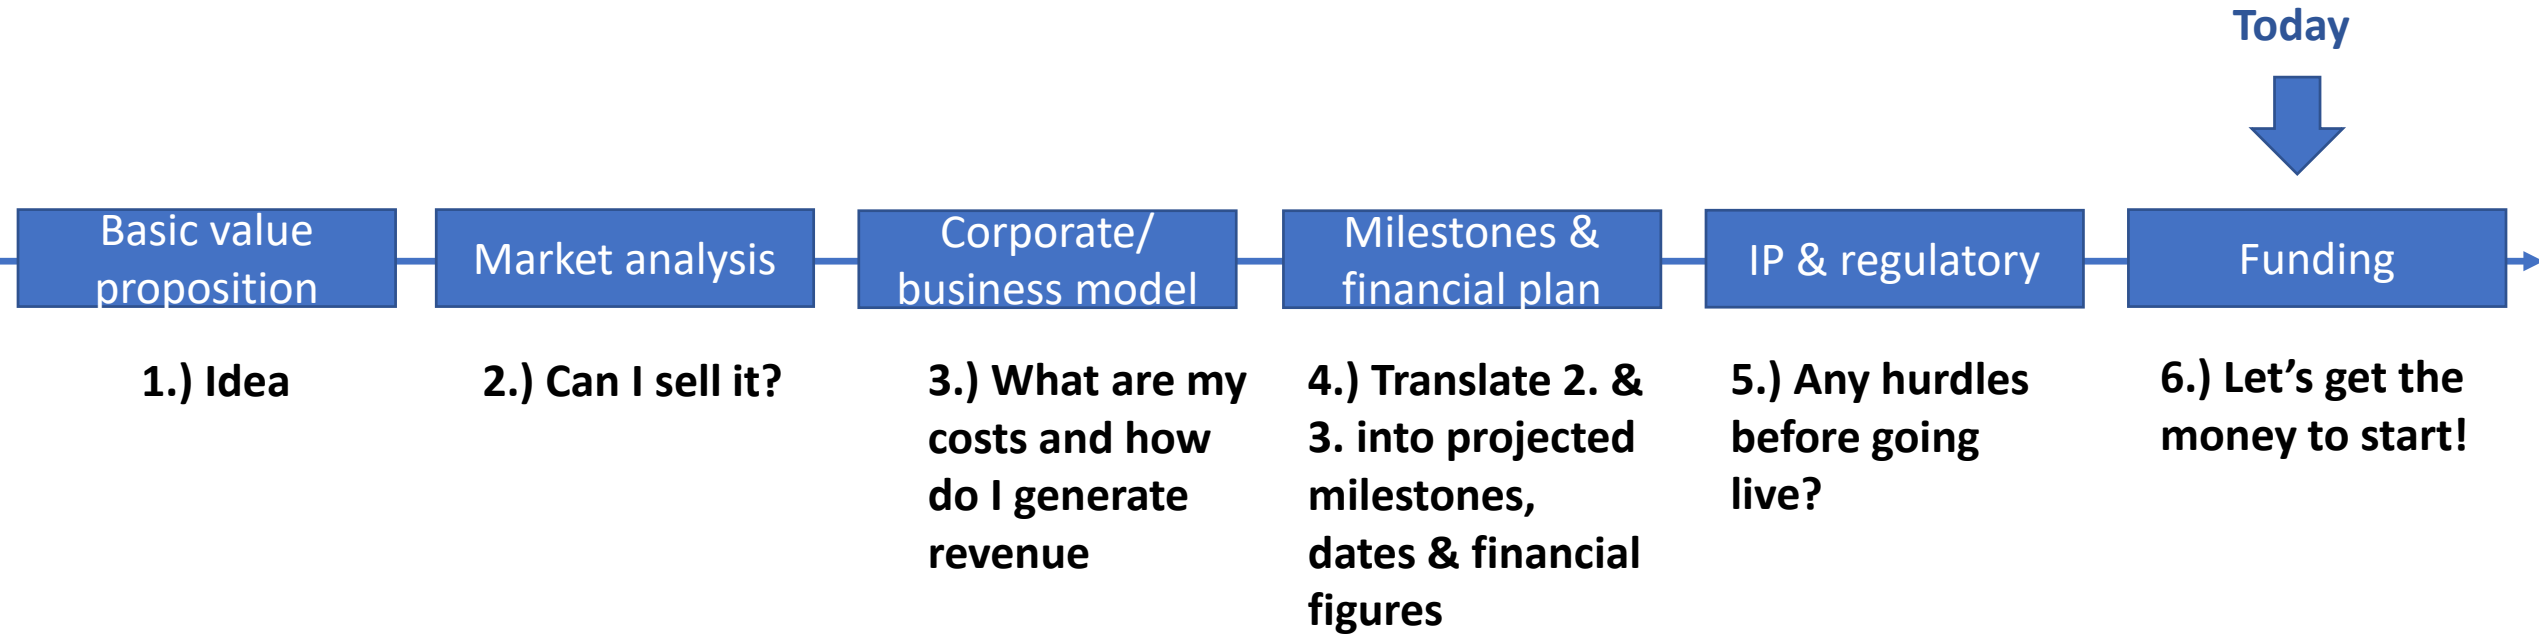 Today
Basic value
proposition
Market analysis
Corporate/
business model
Milestones &
financial plan
IP & regulatory
Funding
1.) Idea
2.) Can I sell it?
3.) What are my
costs and how
do I generate
revenue
4.) Translate 2. &
3. into projected
milestones,
dates & financial
figures
5.) Any hurdles
before going
live?
6.) Let’s get the
money to start!